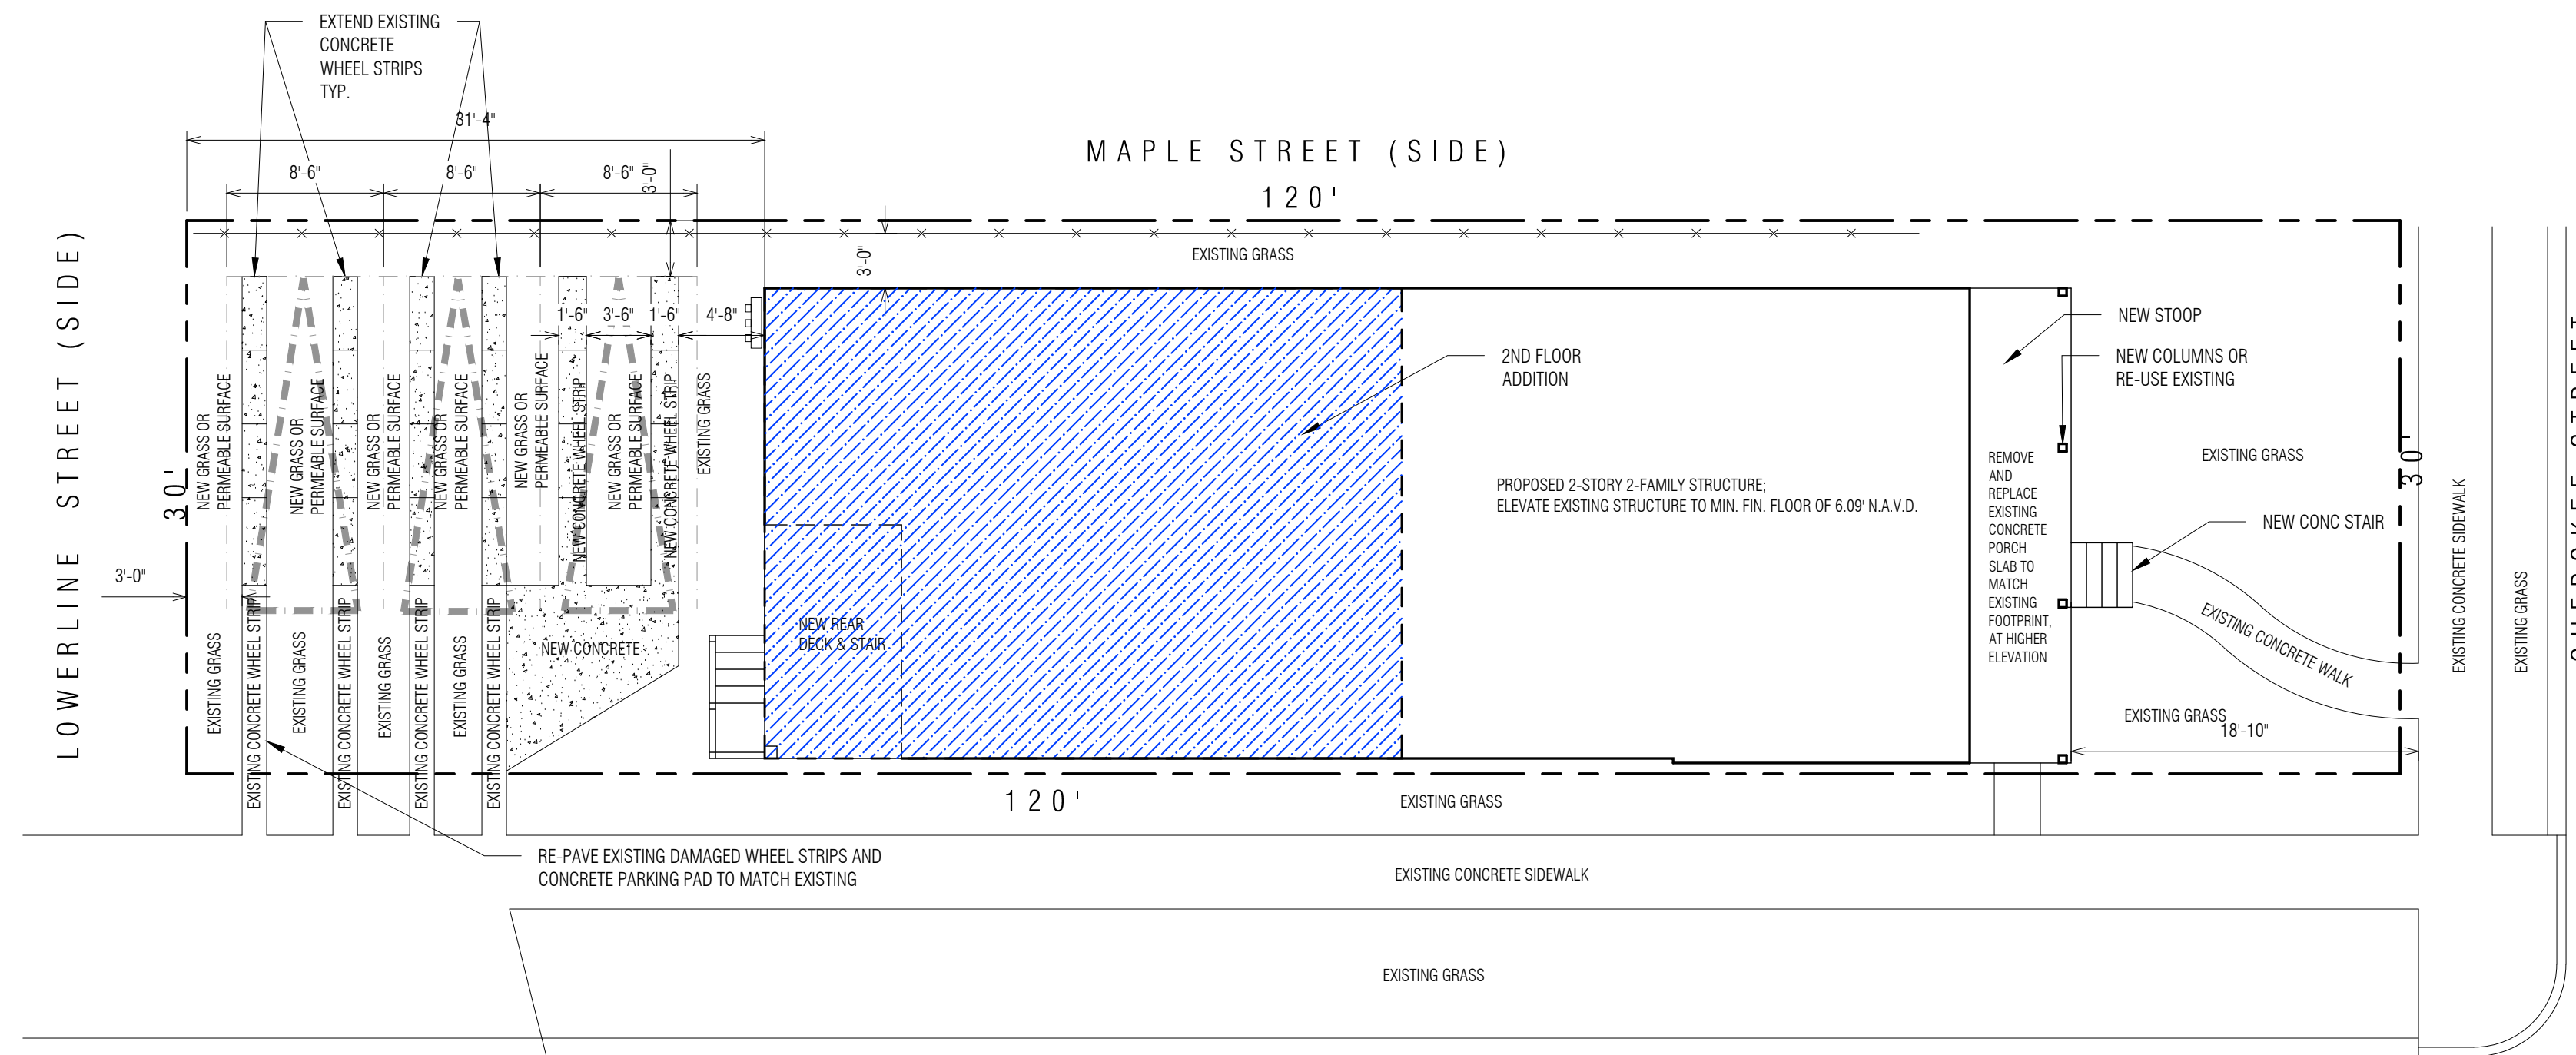 EXTEND EXISTING
CONCRETE
WHEEL STRIPS
TYP.
31'-4"
8'-6"
8'-6"
8'-6"
3'-0"
MAPLE STREET (SIDE)
120'
LOWERLINE STREET (SIDE)
30'
3'-0"
3'-0"
EXISTING GRASS
1'-6"
3'-6"
1'-6"
4'-8"
NEW GRASS OR
PERMEABLE SURFACE
NEW GRASS OR
PERMEABLE SURFACE
NEW GRASS OR
PERMEABLE SURFACE
NEW GRASS OR
PERMEABLE SURFACE
NEW GRASS OR
PERMEABLE SURFACE
NEW CONCRETE WHEEL STRIP
NEW GRASS OR
PERMEABLE SURFACE
NEW CONCRETE WHEEL STRIP
EXISTING GRASS
2ND FLOOR
ADDITION
PROPOSED 2-STORY 2-FAMILY STRUCTURE;
ELEVATE EXISTING STRUCTURE TO MIN. FIN. FLOOR OF 6.09' N.A.V.D.
NEW STOOP
NEW COLUMNS OR
RE-USE EXISTING
REMOVE
AND
REPLACE
EXISTING
CONCRETE
PORCH
SLAB TO
MATCH
EXISTING
FOOTPRINT,
AT HIGHER
ELEVATION
EXISTING GRASS
30'
NEW CONC STAIR
EXISTING CONCRETE WALK
EXISTING GRASS
18'-10"
EXISTING CONCRETE SIDEWALK
EXISTING GRASS
EXISTING GRASS
EXISTING CONCRETE WHEEL STRIP
EXISTING GRASS
EXISTING CONCRETE WHEEL STRIP
EXISTING GRASS
EXISTING CONCRETE WHEEL STRIP
EXISTING GRASS
EXISTING CONCRETE WHEEL STRIP
NEW CONCRETE
NEW REAR
DECK & STAIR
120'
EXISTING GRASS
RE-PAVE EXISTING DAMAGED WHEEL STRIPS AND
CONCRETE PARKING PAD TO MATCH EXISTING
EXISTING CONCRETE SIDEWALK
EXISTING GRASS